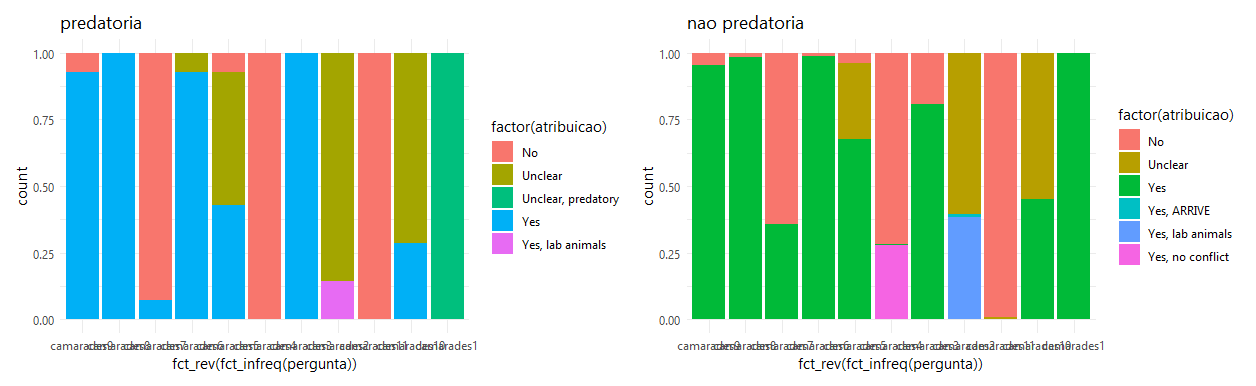 predatoria
1.00
0.75
0.50
0.25
0.00
count
camarades1
fct_rev(fct_infreq(pergunta))
factor(atribuicao)
No
Unclear
Unclear, predatory
Yes
Yes, lab animals
nao predatoria
1.00
0.75
0.50
0.25
0.00
count
camarades1
fct_rev(fct_infreq(pergunta))
factor(atribuicao)
No
Unclear
Yes
Yes, ARRIVE
Yes, lab animals
Yes, no conflict